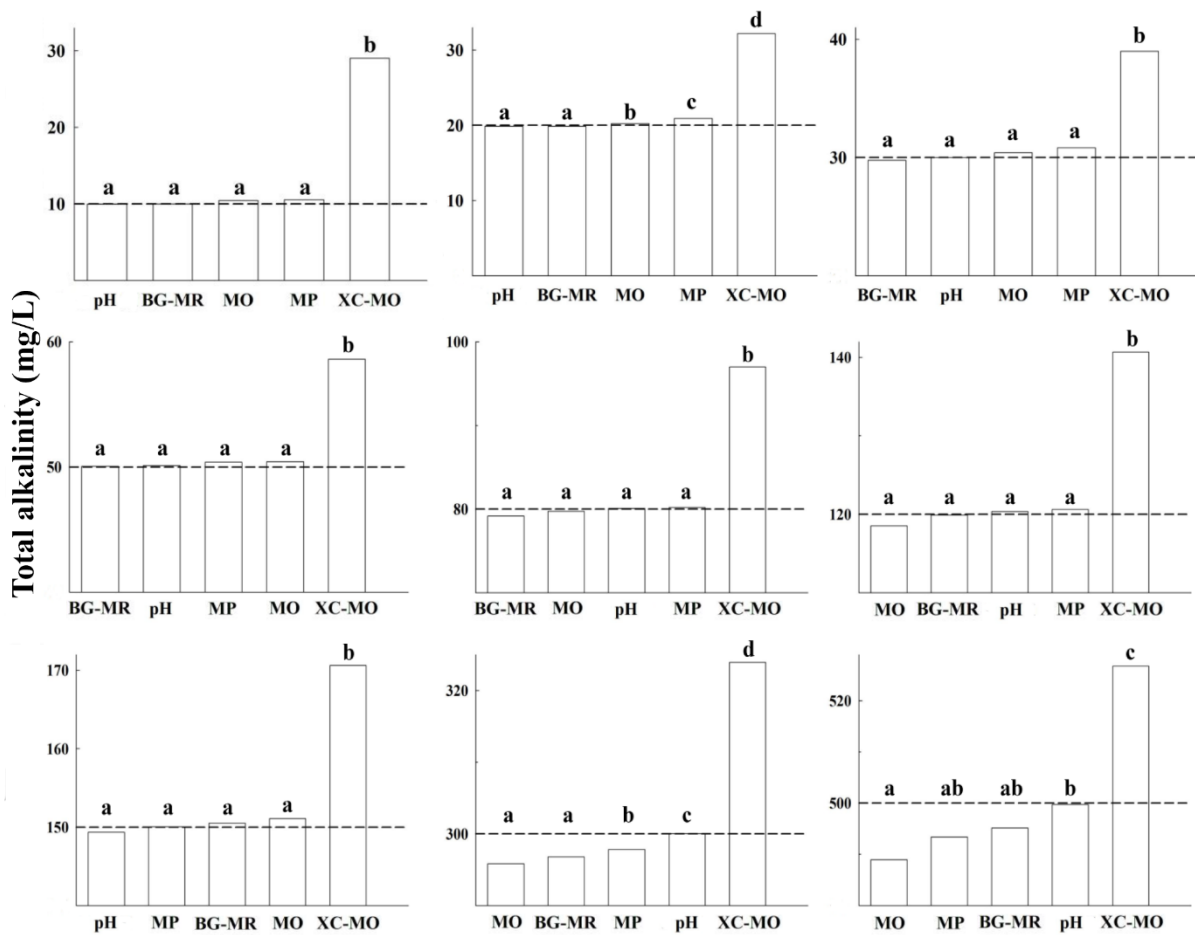 Total alkalinity (mg/L)
30
20
10
a a a a b
pH BG-MR MO MP XC-MO
30
20
10
a a b c d
pH BG-MR MO MP XC-MO
40
30
a a a a b
BG-MR pH MO MP XC-MO
60
50
a a a a b
BG-MR pH MP MO XC-MO
100
80
a a a a b
BG-MR MO pH MP XC-MO
140
120
a a a a b
MO BG-MR pH MP XC-MO
170
160
150
a a a a b
pH MP BG-MR MO XC-MO
320
300
a a b c d
MO BG-MR MP pH XC-MO
520
500
a ab ab b c
MO MP BG-MR pH XC-MO